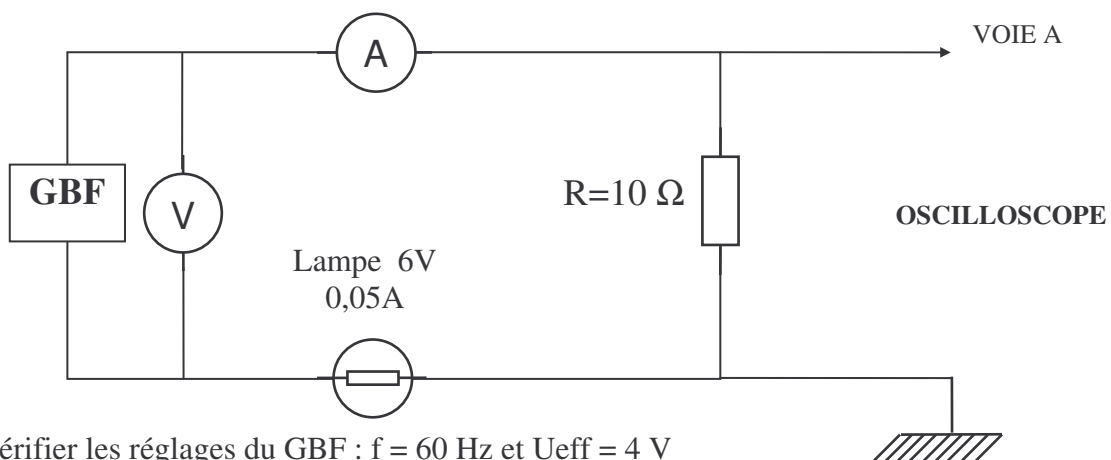 VOIE A
A
GBF
V
R=10 Ω
OSCILLOSCOPE
Lampe 6V
0,05A
érifier les réglages du GBF : f = 60 Hz et Ueff = 4 V